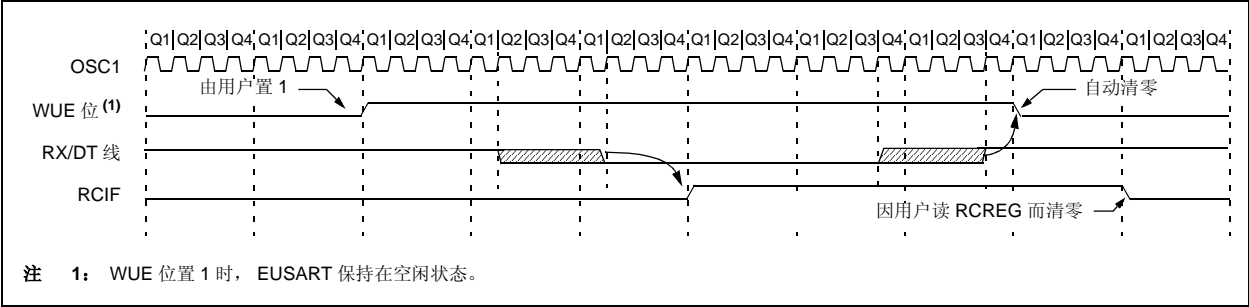 Q1 Q2 Q3 Q4 Q1 Q2 Q3 Q4 Q1 Q2 Q3 Q4 Q1 Q2 Q3 Q4 Q1 Q2 Q3 Q4 Q1 Q2 Q3 Q4 Q1 Q2 Q3 Q4 Q1 Q2 Q3 Q4 Q1 Q2 Q3 Q4 Q1 Q2 Q3 Q4
OSC1
由用户置 1
自动清零
WUE 位 (1)
RX/DT 线
RCIF
因用户读 RCREG 而清零
注 1： WUE 位置 1 时， EUSART 保持在空闲状态。